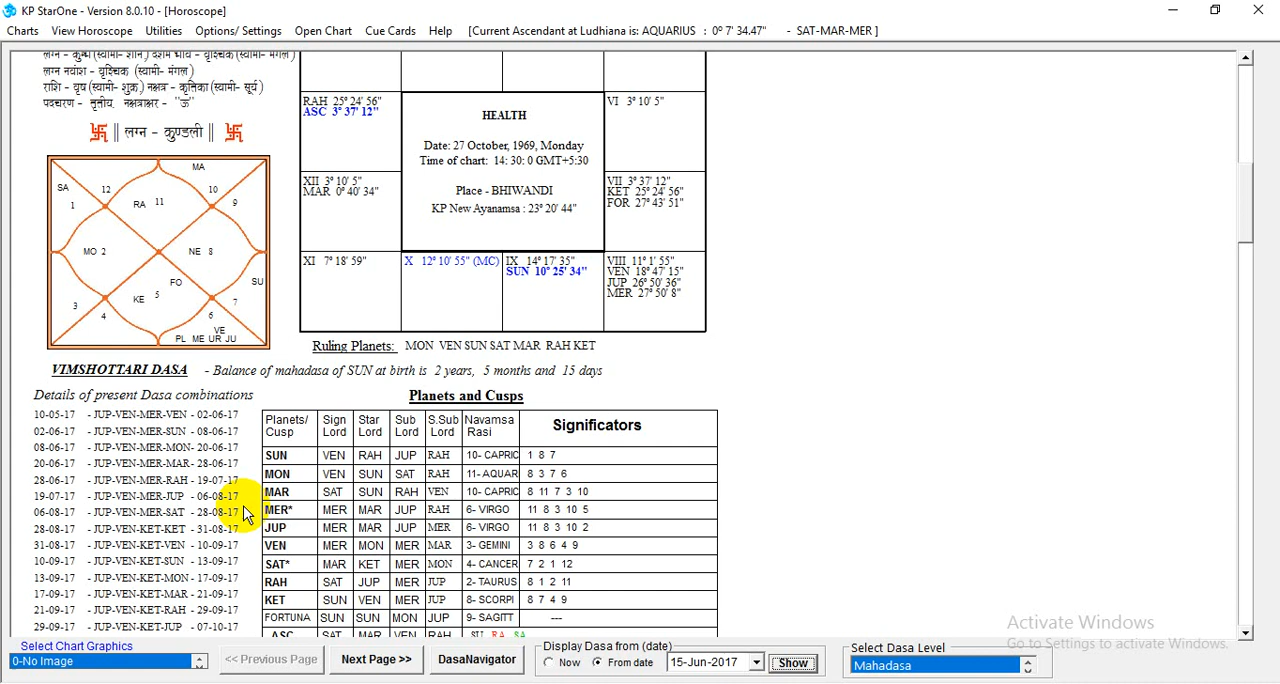 KP StarOne - Version 8.0.10 - [Horoscope]
Charts View Horoscope Utilities Options/ Settings Open Chart Cue Cards Help [Current Ascendant at Ludhiana is: AQUARIUS : 0° 7' 34.47" - SAT-MAR-MER ]
लग्न - कुम्भ (स्वामी- शनि) दशम भाव - वृश्चिक (स्वामी- मंगल)
लग्न नवांश - वृश्चिक (स्वामी- मंगल)
राशि - वृष (स्वामी- शुक्र) नक्षत्र - कृतिका (स्वामी- सूर्य)
पदचरण - तृतीय नक्षत्राक्षर - "ऊ"
卐 || लग्न - कुण्डली || 卐
MA
SA 12 10
1 RA 11 9
MO 2 NE 8
FO SU
KE 5
3 7
4 6
VE
PL ME UR JU
RAH 25° 24' 56"
ASC 3° 37' 12"
VI 3° 10' 5"
HEALTH
Date: 27 October, 1969, Monday
Time of chart: 14: 30: 0 GMT+5:30
Place - BHIWANDI
KP New Ayanamsa : 23° 20' 44"
XII 3° 10' 5"
MAR 0° 40' 34"
VII 3° 37' 12"
KET 25° 24' 56"
FOR 27° 43' 51"
XI 7° 18' 59"
X 12° 10' 55" (MC)
IX 14° 17' 35"
SUN 10° 25' 34"
VIII 11° 1' 55"
VEN 18° 47' 15"
JUP 26° 50' 36"
MER 27° 50' 8"
Ruling Planets: MON VEN SUN SAT MAR RAH KET
VIMSHOTTARI DASA - Balance of mahadasa of SUN at birth is 2 years, 5 months and 15 days
Details of present Dasa combinations
10-05-17 - JUP-VEN-MER-VEN - 02-06-17
02-06-17 - JUP-VEN-MER-SUN - 08-06-17
08-06-17 - JUP-VEN-MER-MON- 20-06-17
20-06-17 - JUP-VEN-MER-MAR- 28-06-17
28-06-17 - JUP-VEN-MER-RAH - 19-07-17
19-07-17 - JUP-VEN-MER-JUP - 06-08-17
06-08-17 - JUP-VEN-MER-SAT - 28-08-17
28-08-17 - JUP-VEN-KET-KET - 31-08-17
31-08-17 - JUP-VEN-KET-VEN - 10-09-17
10-09-17 - JUP-VEN-KET-SUN - 13-09-17
13-09-17 - JUP-VEN-KET-MON- 17-09-17
17-09-17 - JUP-VEN-KET-MAR - 21-09-17
21-09-17 - JUP-VEN-KET-RAH - 29-09-17
29-09-17 - JUP-VEN-KET-JUP - 07-10-17
Planets and Cusps
Planets/ Cusp Sign Lord Star Lord Sub Lord S.Sub Lord Navamsa Rasi Significators
SUN VEN RAH JUP RAH 10- CAPRIC 1 8 7
MON VEN SUN SAT RAH 11- AQUAR 8 3 7 6
MAR SAT SUN RAH VEN 10- CAPRIC 8 11 7 3 10
MER* MER MAR JUP RAH 6- VIRGO 11 8 3 10 5
JUP MER MAR JUP MER 6- VIRGO 11 8 3 10 2
VEN MER MON MER MAR 3- GEMINI 3 8 6 4 9
SAT* MAR KET MER MON 4- CANCER 7 2 1 12
RAH SAT JUP MER JUP 2- TAURUS 8 1 2 11
KET SUN VEN MER JUP 8- SCORPI 8 7 4 9
FORTUNA SUN SUN MON JUP 9- SAGITT ---
ASC SAT MAR VEN RAH SU RA SA
Activate Windows
Go to Settings to activate Windows.
Select Chart Graphics
0-No Image
<< Previous Page
Next Page >>
DasaNavigator
Display Dasa from (date)
Now From date 15-Jun-2017 Show
Select Dasa Level
Mahadasa